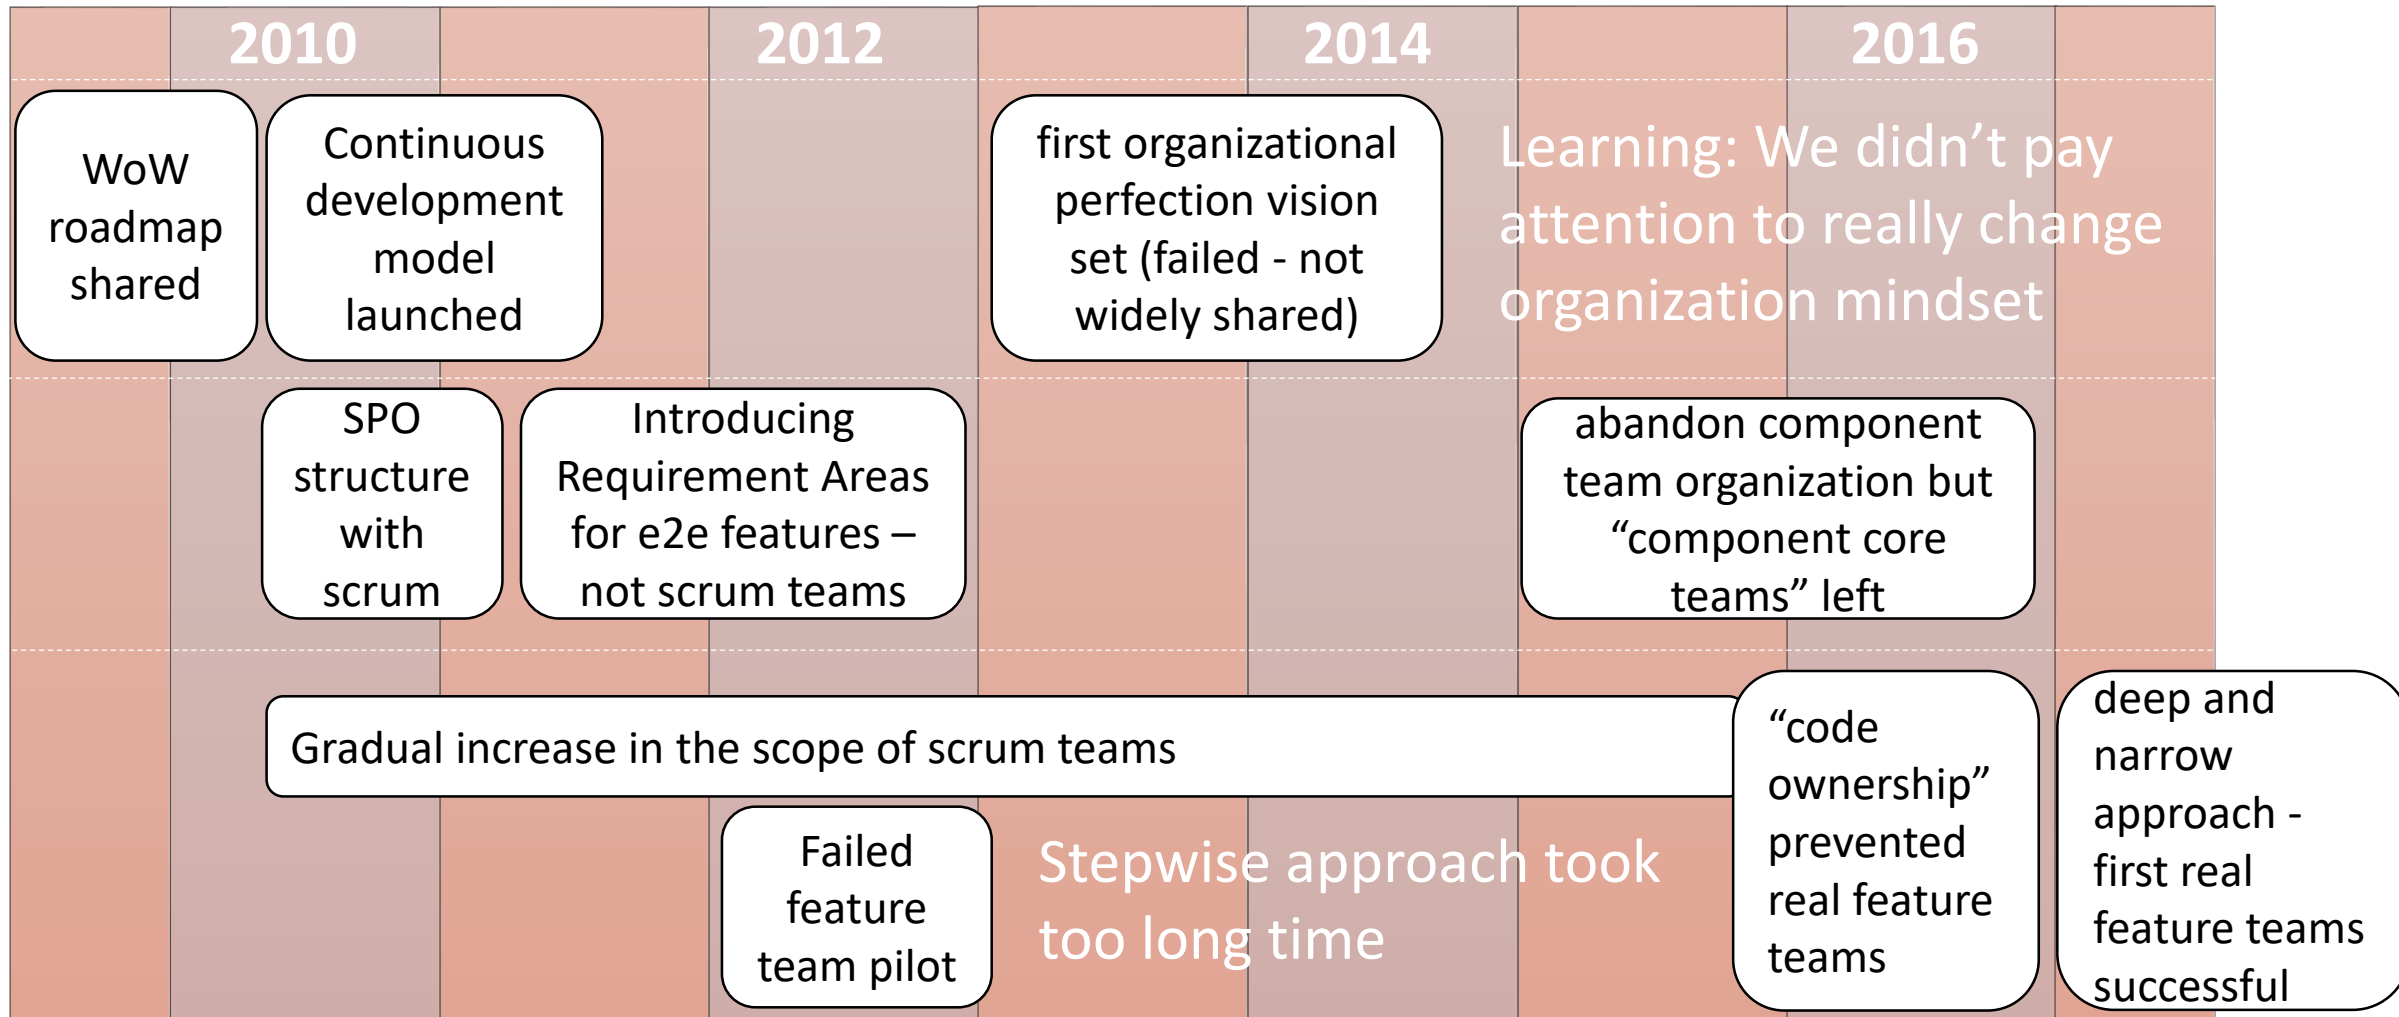 2010
2012
2014
2016
WoW
roadmap
shared
Continuous
development
model
launched
first organizational
perfection vision
set (failed - not
widely shared)
Learning: We didn’t pay
attention to really change
organization mindset
SPO
structure
with
scrum
Introducing
Requirement Areas
for e2e features –
not scrum teams
abandon component
team organization but
“component core
teams” left
Gradual increase in the scope of scrum teams
“code
ownership”
prevented
real feature
teams
deep and
narrow
approach -
first real
feature teams
successful
Failed
feature
team pilot
Stepwise approach took
too long time